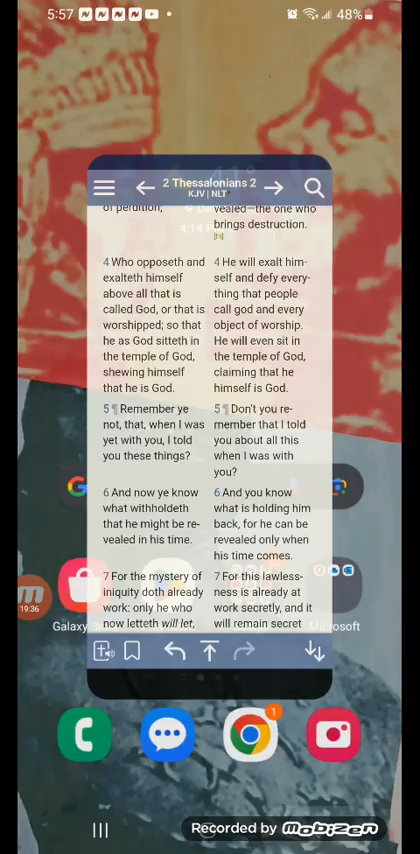 5:57
48%
2 Thessalonians 2
KJV | NLT
of perdition;
vealed—the one who
brings destruction.
4:14 P
4 Who opposeth and
exalteth himself
above all that is
called God, or that is
worshipped; so that
he as God sitteth in
the temple of God,
shewing himself
that he is God.
5 ¶ Remember ye
not, that, when I was
yet with you, I told
you these things?
6 And now ye know
what withholdeth
that he might be re-
vealed in his time.
7 For the mystery of
iniquity doth already
work: only he who
now letteth will let,
4 He will exalt him-
self and defy every-
thing that people
call god and every
object of worship.
He will even sit in
the temple of God,
claiming that he
himself is God.
5 ¶ Don't you re-
member that I told
you about all this
when I was with
you?
6 And you know
what is holding him
back, for he can be
revealed only when
his time comes.
7 For this lawless-
ness is already at
work secretly, and it
will remain secret
19:36
Galaxy
Microsoft
1
Recorded by mobizen